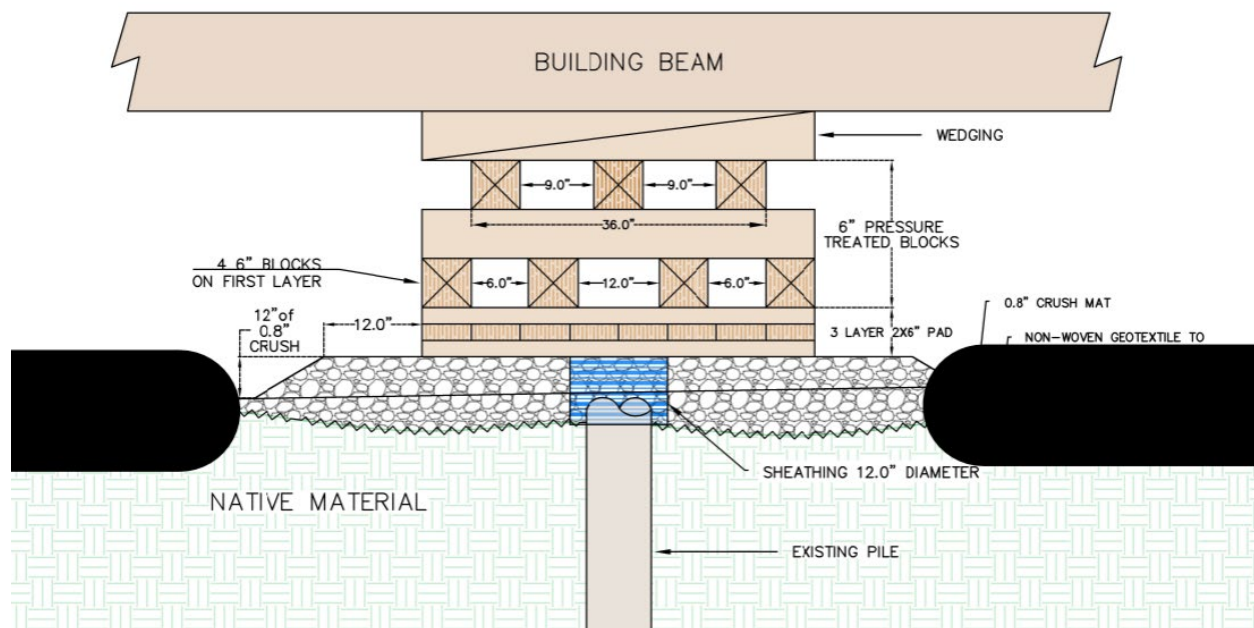 BUILDING BEAM
WEDGING
9.0"
9.0"
36.0"
6" PRESSURE
TREATED BLOCKS
4 6" BLOCKS
ON FIRST LAYER
6.0"
12.0"
6.0"
12" of
0.8"
CRUSH
12.0"
3 LAYER 2X6" PAD
0.8" CRUSH MAT
NON-WOVEN GEOTEXTILE TO
SHEATHING 12.0" DIAMETER
NATIVE MATERIAL
EXISTING PILE